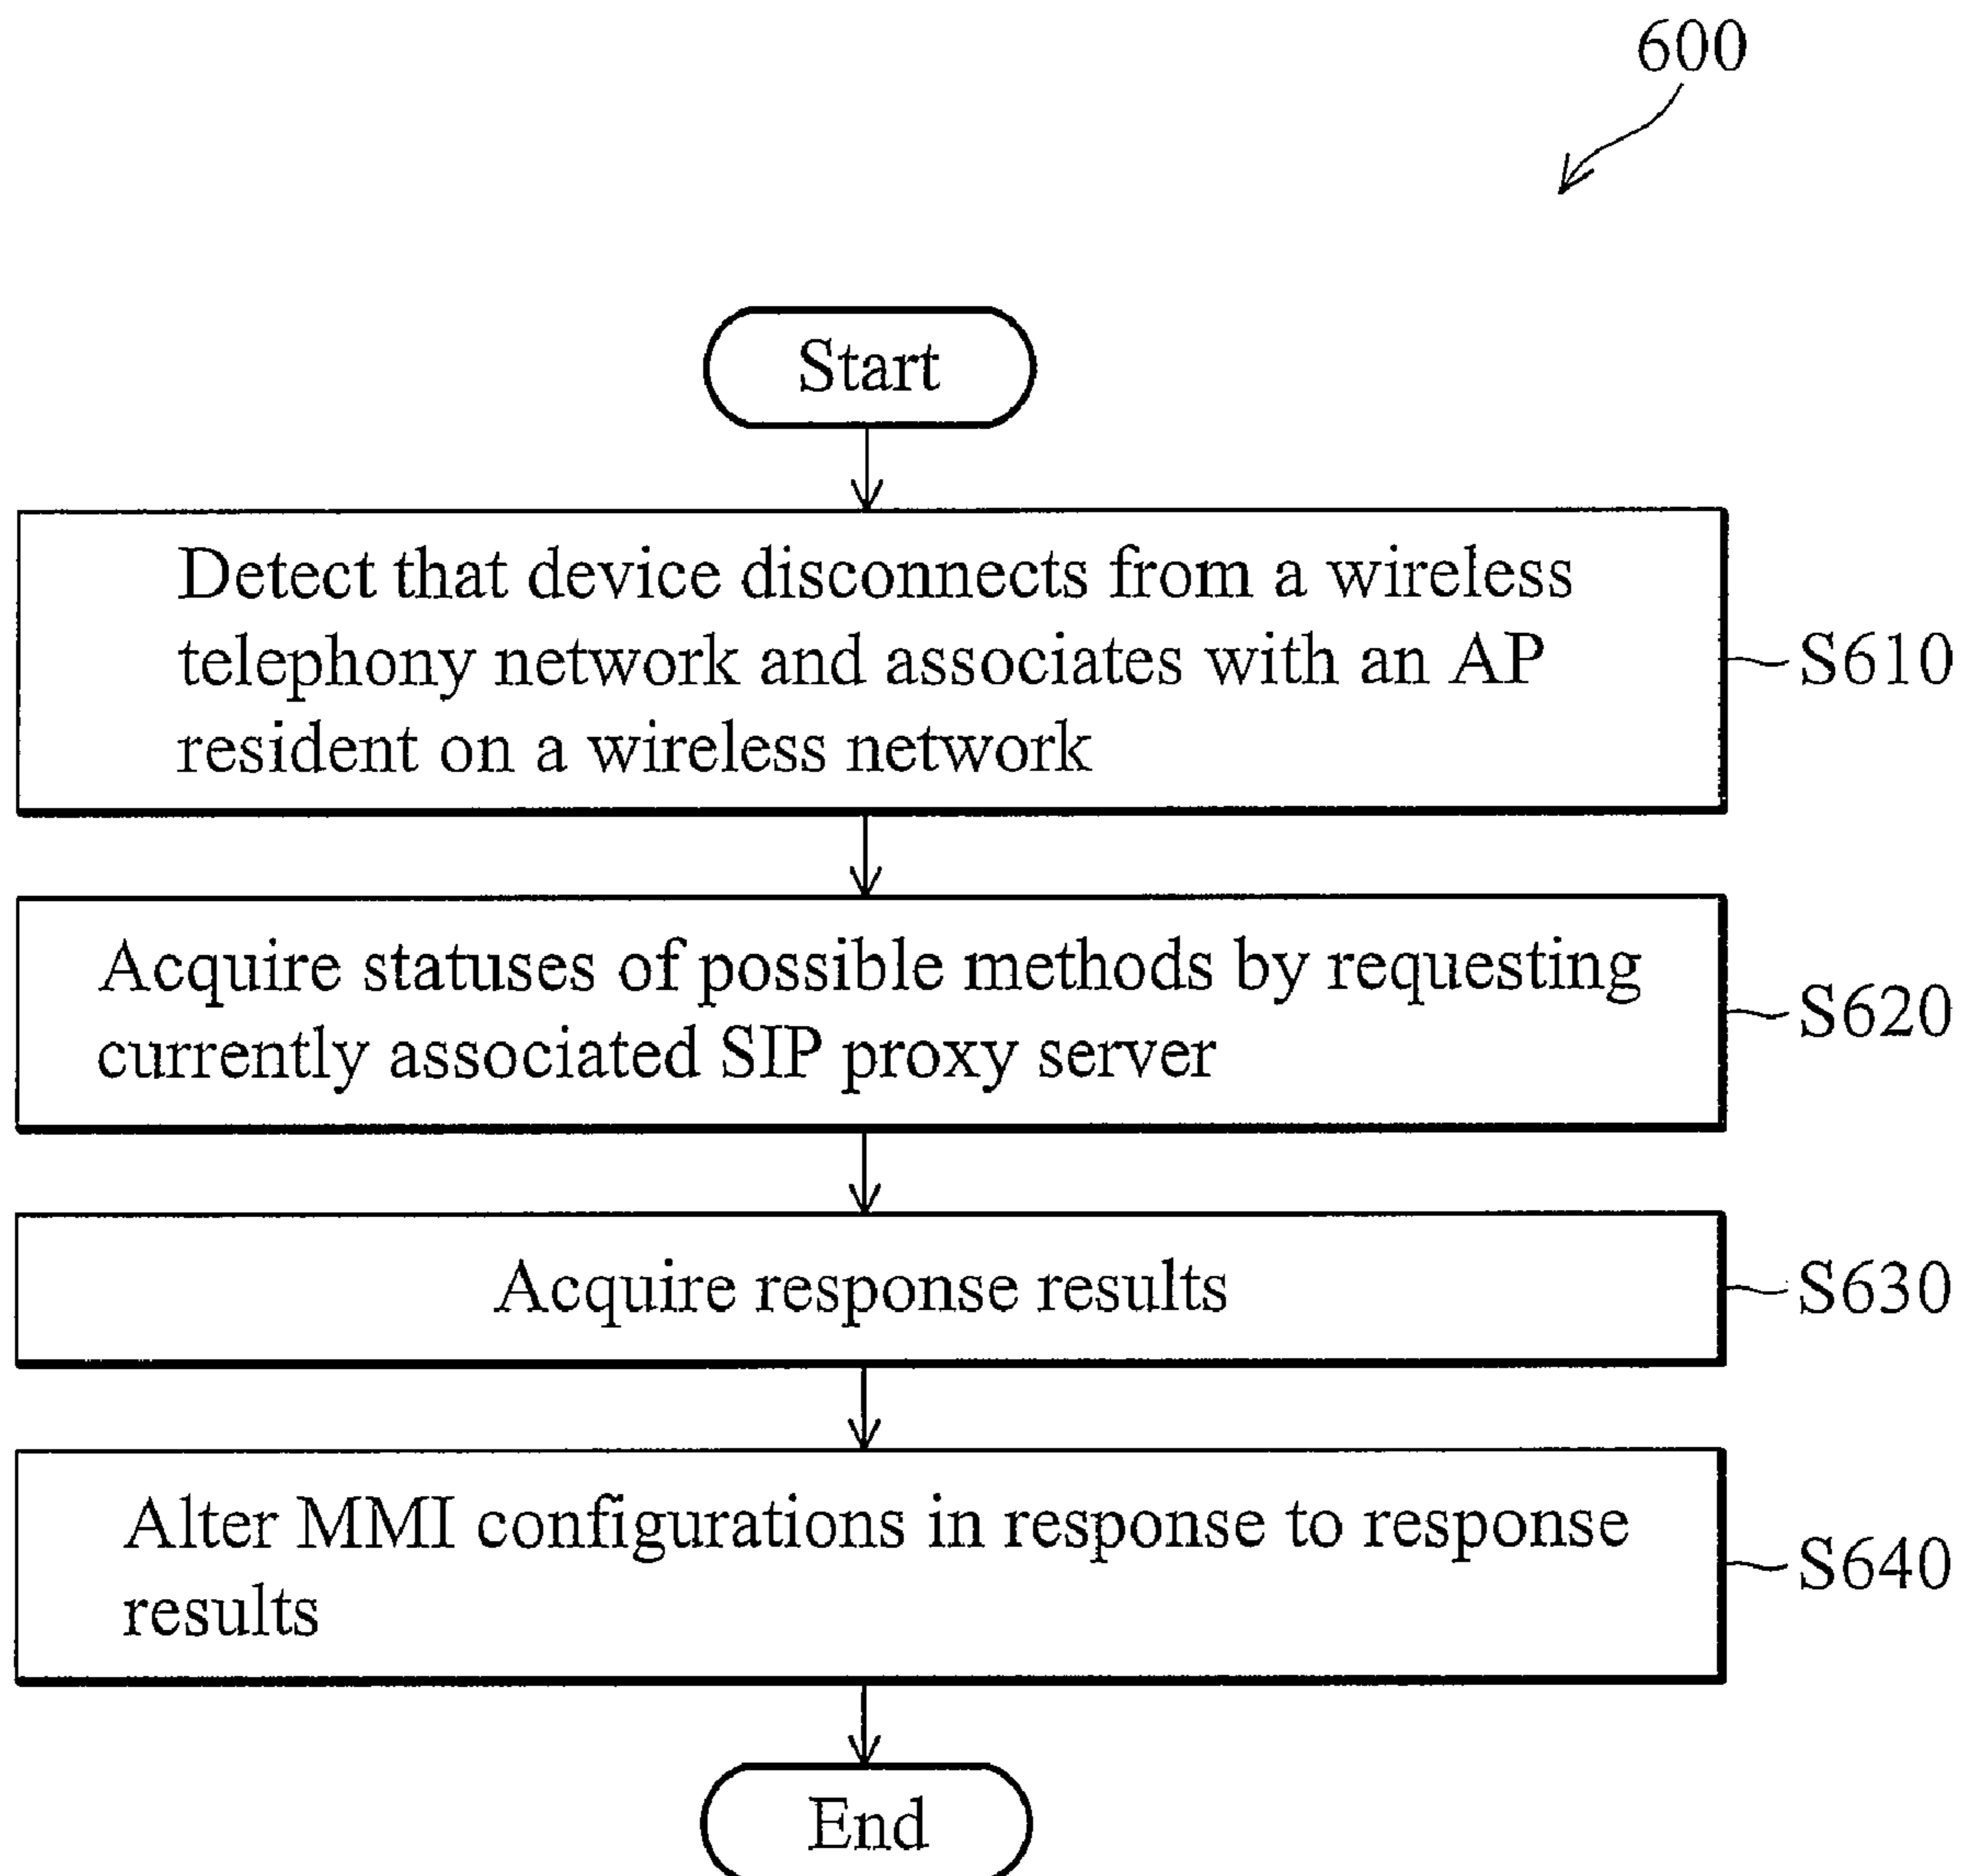 600
Start
Detect that device disconnects from a wireless
telephony network and associates with an AP
resident on a wireless network
S610
Acquire statuses of possible methods by requesting
currently associated SIP proxy server
S620
Acquire response results
S630
Alter MMI configurations in response to response
results
S640
End